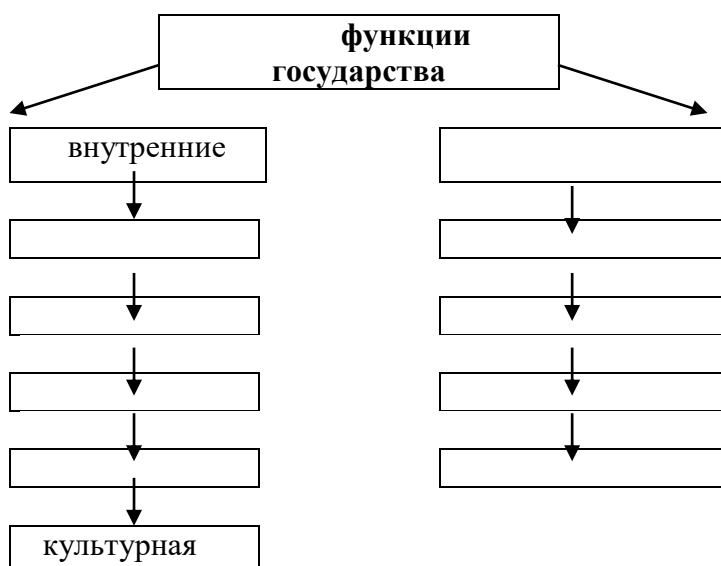 функции
государства
внутренние
культурная